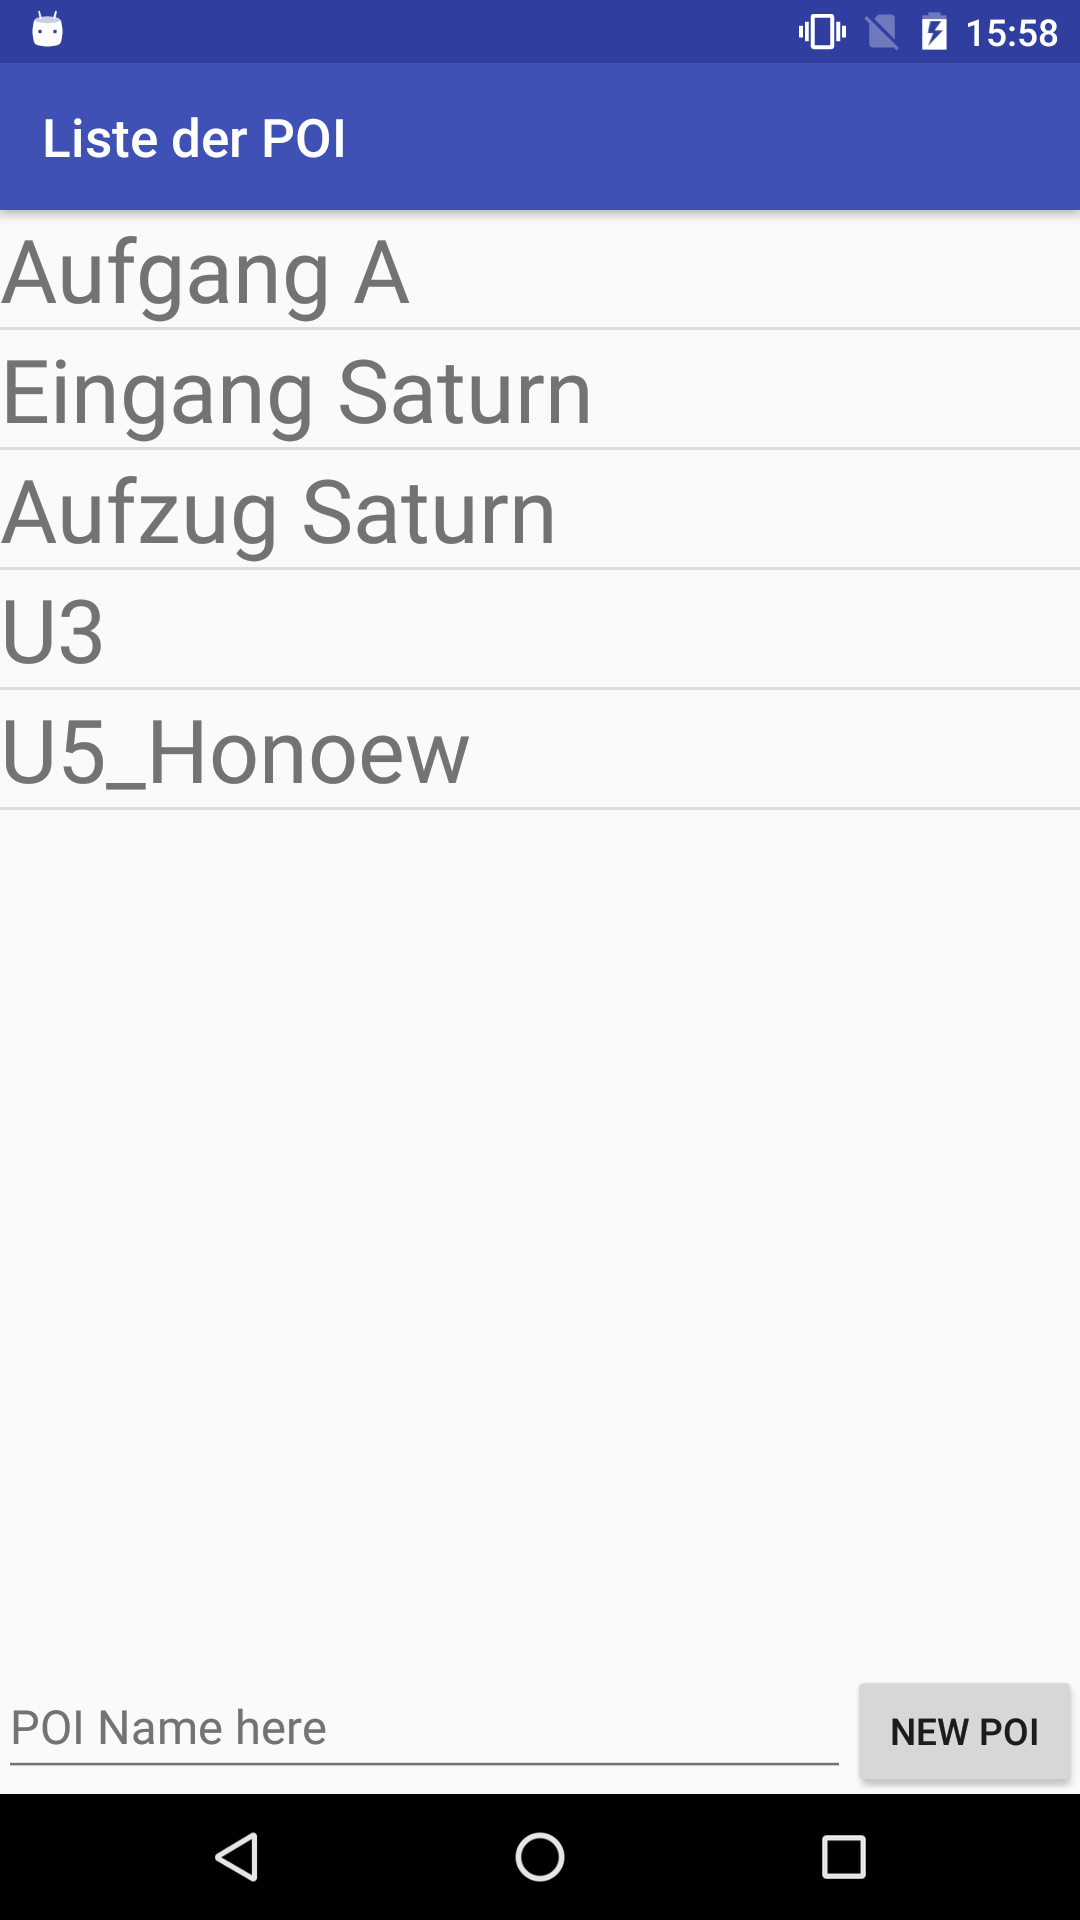 15:58
Liste der POI
Aufgang A
Eingang Saturn
Aufzug Saturn
U3
U5_Honoew
POI Name here
NEW POI